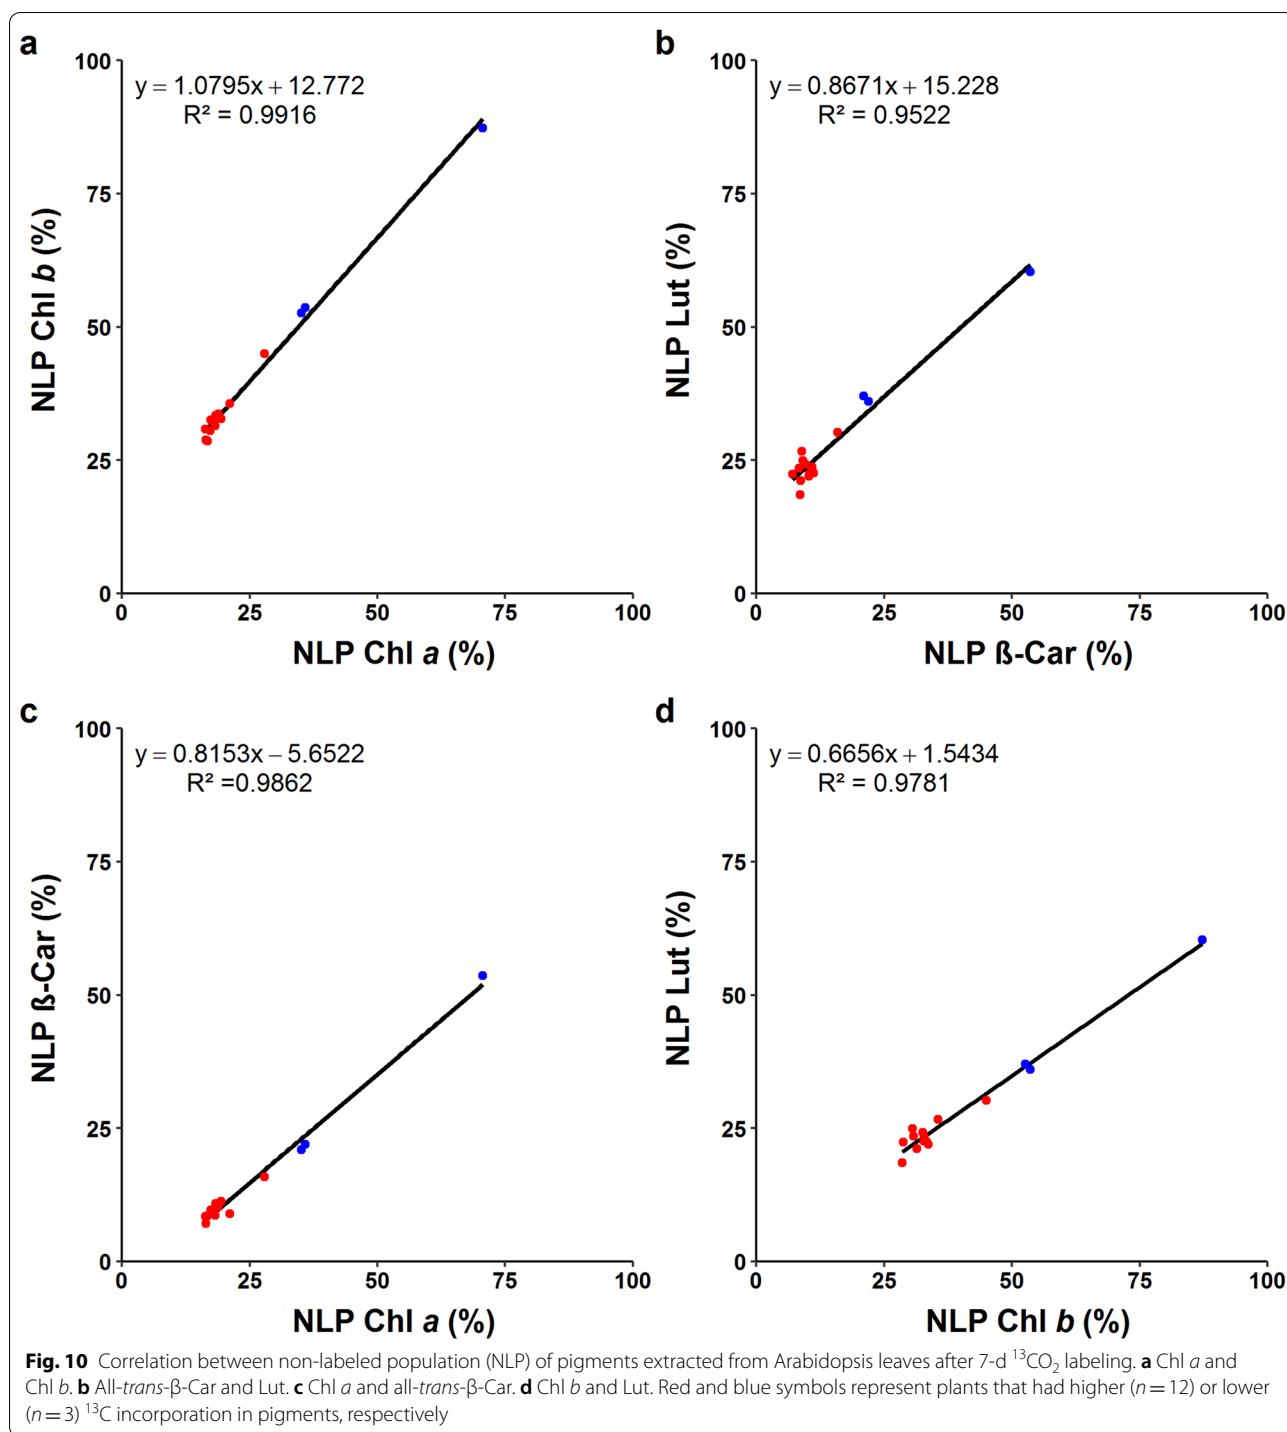 a
100
75
50
25
0
y = 1.0795x + 12.772
R² = 0.9916
NLP Chl b (%)
0 25 50 75 100
NLP Chl a (%)
b
100
75
50
25
0
y = 0.8671x + 15.228
R² = 0.9522
NLP Lut (%)
0 25 50 75 100
NLP ß-Car (%)
c
100
75
50
25
0
y = 0.8153x – 5.6522
R² =0.9862
NLP ß-Car (%)
0 25 50 75 100
NLP Chl a (%)
d
100
75
50
25
0
y = 0.6656x + 1.5434
R² = 0.9781
NLP Lut (%)
0 25 50 75 100
NLP Chl b (%)
Fig. 10 Correlation between non-labeled population (NLP) of pigments extracted from Arabidopsis leaves after 7-d ¹³CO₂ labeling. a Chl a and
Chl b. b All-trans-β-Car and Lut. c Chl a and all-trans-β-Car. d Chl b and Lut. Red and blue symbols represent plants that had higher (n = 12) or lower
(n = 3) ¹³C incorporation in pigments, respectively